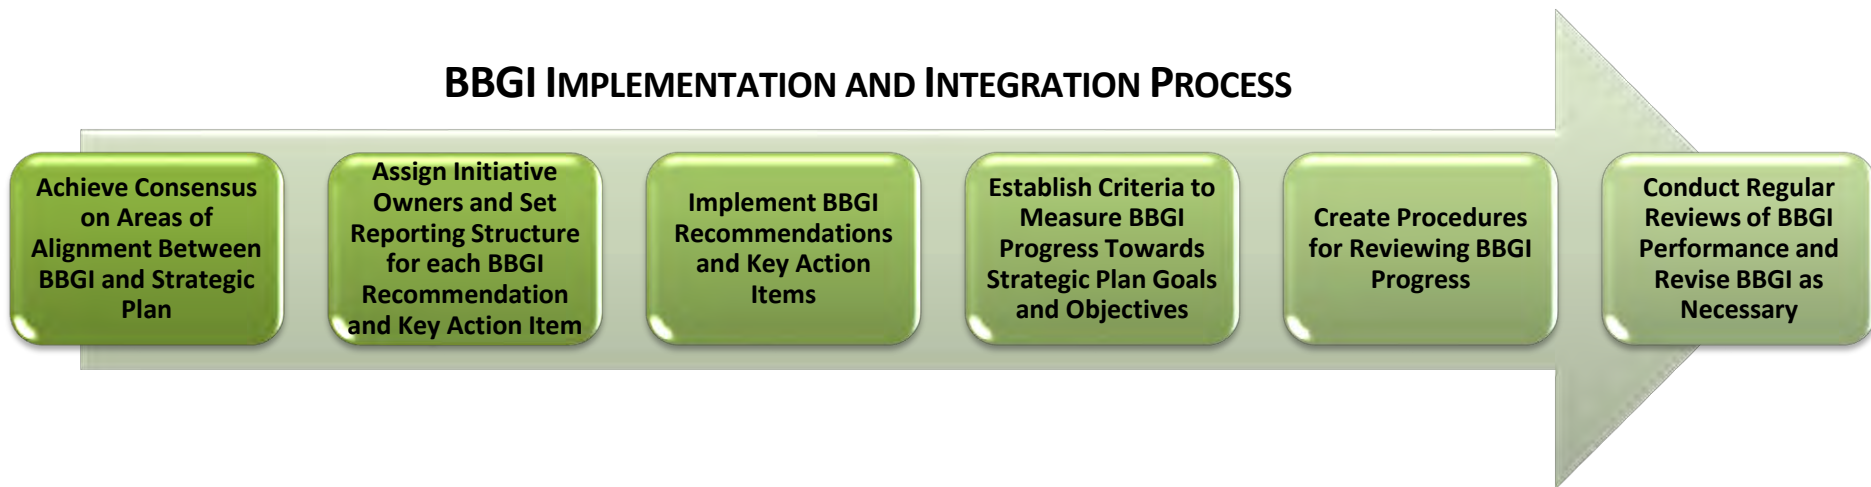 BBGI IMPLEMENTATION AND INTEGRATION PROCESS
Achieve Consensus
on Areas of
Alignment Between
BBGI and Strategic
Plan
Assign Initiative
Owners and Set
Reporting Structure
for each BBGI
Recommendation
and Key Action Item
Implement BBGI
Recommendations
and Key Action
Items
Establish Criteria to
Measure BBGI
Progress Towards
Strategic Plan Goals
and Objectives
Create Procedures
for Reviewing BBGI
Progress
Conduct Regular
Reviews of BBGI
Performance and
Revise BBGI as
Necessary